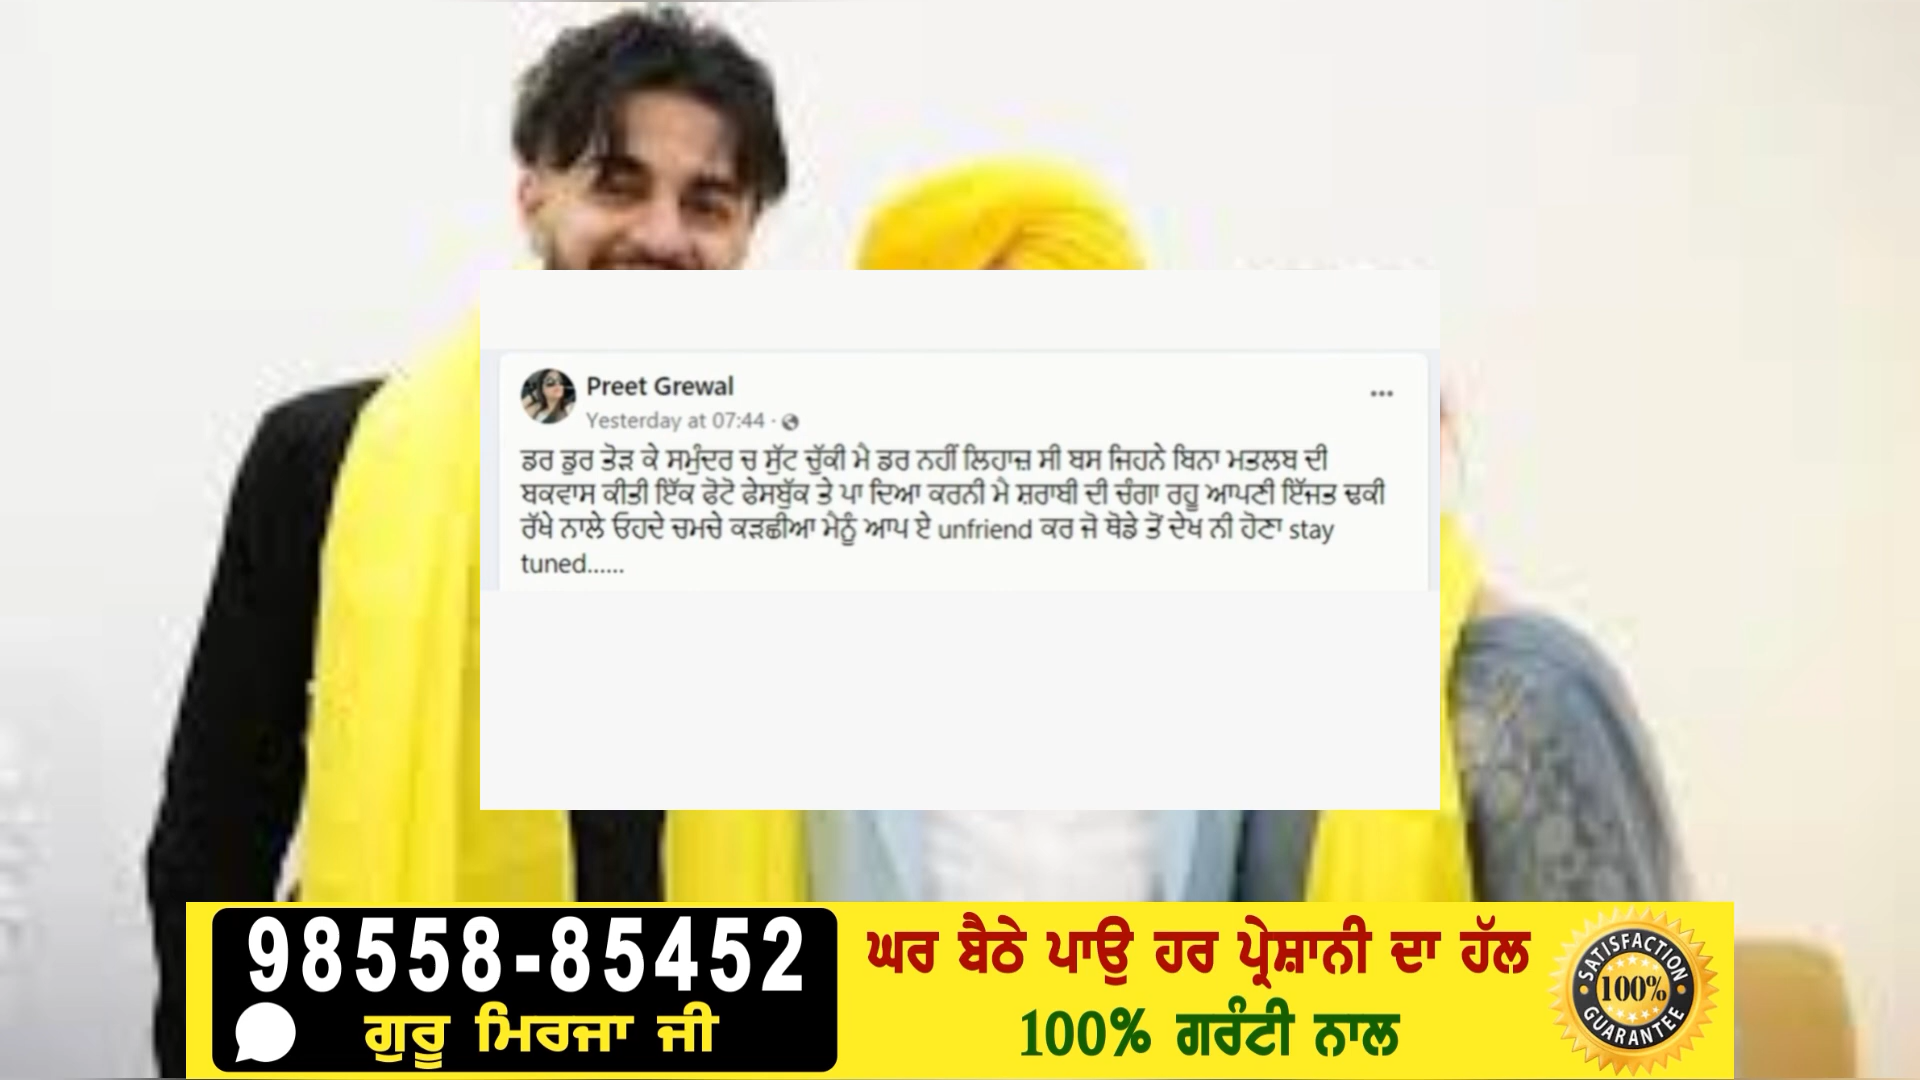 Preet Grewal
Yesterday at 07:44 ·
ਡਰ ਡੁਰ ਤੋੜ ਕੇ ਸਮੁੰਦਰ ਚ ਸੁੱਟ ਚੁੱਕੀ ਮੈ ਡਰ ਨਹੀਂ ਲਿਹਾਜ਼ ਸੀ ਬਸ ਜਿਹਨੇ ਬਿਨਾ ਮਤਲਬ ਦੀ
ਬਕਵਾਸ ਕੀਤੀ ਇੱਕ ਫੋਟੋ ਫੇਸਬੁੱਕ ਤੇ ਪਾ ਦਿਆ ਕਰਨੀ ਮੈ ਸ਼ਰਾਬੀ ਦੀ ਚੰਗਾ ਰਹੂ ਆਪਣੀ ਇੱਜਤ ਢਕੀ
ਰੱਖੇ ਨਾਲੇ ਓਹਦੇ ਚਮਚੇ ਕੜਛੀਆ ਮੈਨੂੰ ਆਪ ਏ unfriend ਕਰ ਜੋ ਥੋਡੇ ਤੋਂ ਦੇਖ ਨੀ ਹੋਣਾ stay
tuned......
98558-85452
ਗੁਰੂ ਮਿਰਜਾ ਜੀ
ਘਰ ਬੈਠੇ ਪਾਉ ਹਰ ਪ੍ਰੇਸ਼ਾਨੀ ਦਾ ਹੱਲ
100% ਗਰੰਟੀ ਨਾਲ
SATISFACTION
100%
GUARANTEE